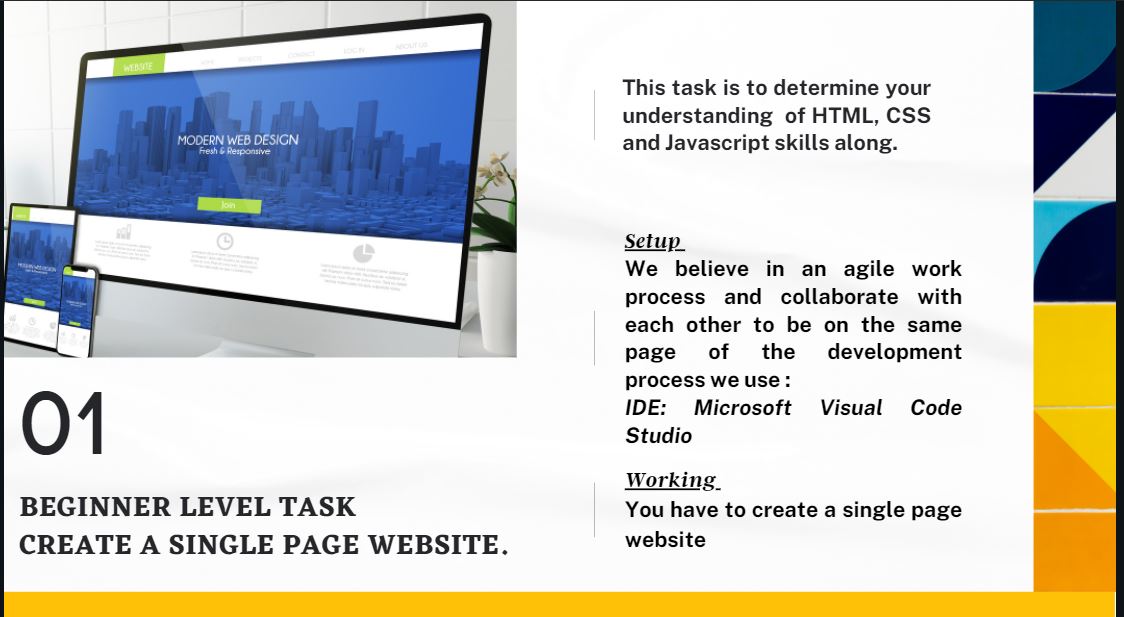 WEBSITE
HOME PROJECTS CONTACT LOG IN ABOUT US
MODERN WEB DESIGN
Fresh & Responsive
Join
MODERN WEB DESIGN
01
BEGINNER LEVEL TASK
CREATE A SINGLE PAGE WEBSITE.
This task is to determine your
understanding of HTML, CSS
and Javascript skills along.
Setup
We believe in an agile work
process and collaborate with
each other to be on the same
page of the development
process we use :
IDE: Microsoft Visual Code
Studio
Working
You have to create a single page
website